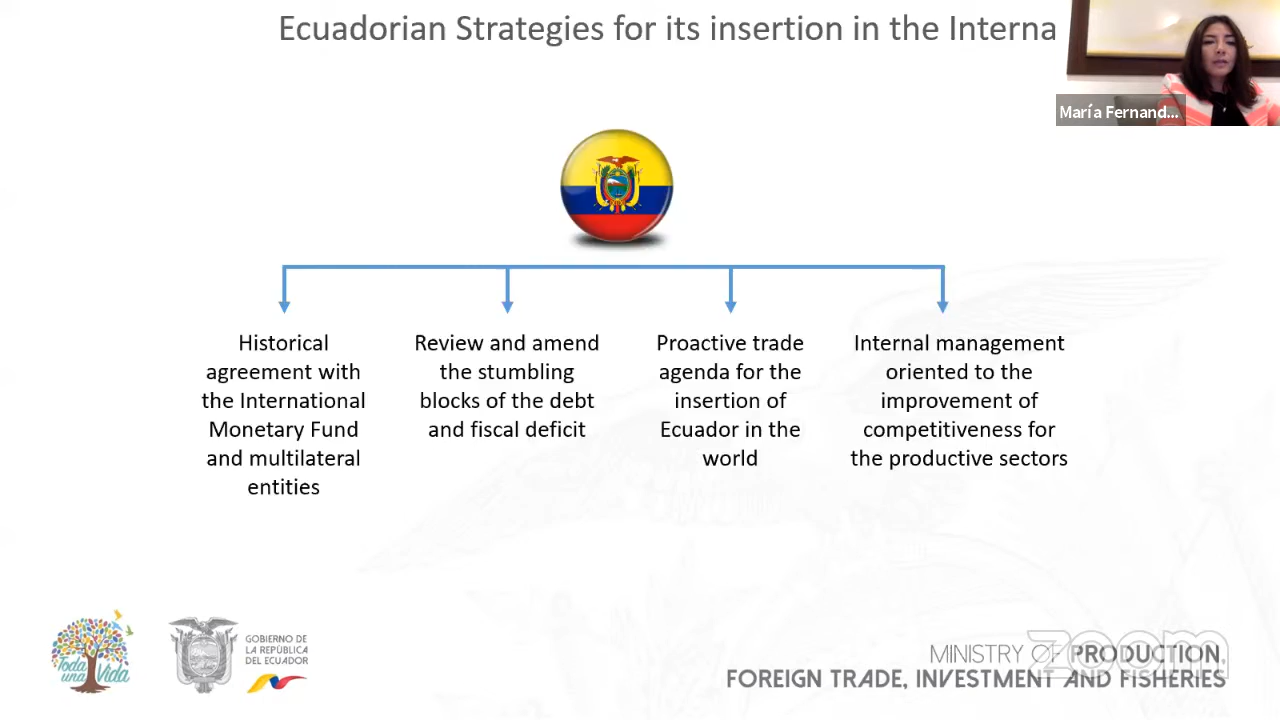 Ecuadorian Strategies for its insertion in the Interna
María Fernand...
Historical
agreement with
the International
Monetary Fund
and multilateral
entities
Review and amend
the stumbling
blocks of the debt
and fiscal deficit
Proactive trade
agenda for the
insertion of
Ecuador in the
world
Internal management
oriented to the
improvement of
competitiveness for
the productive sectors
Toda
una Vida
GOBIERNO DE
LA REPÚBLICA
DEL ECUADOR
MINISTRY OF PRODUCTION,
FOREIGN TRADE, INVESTMENT AND FISHERIES
zoom